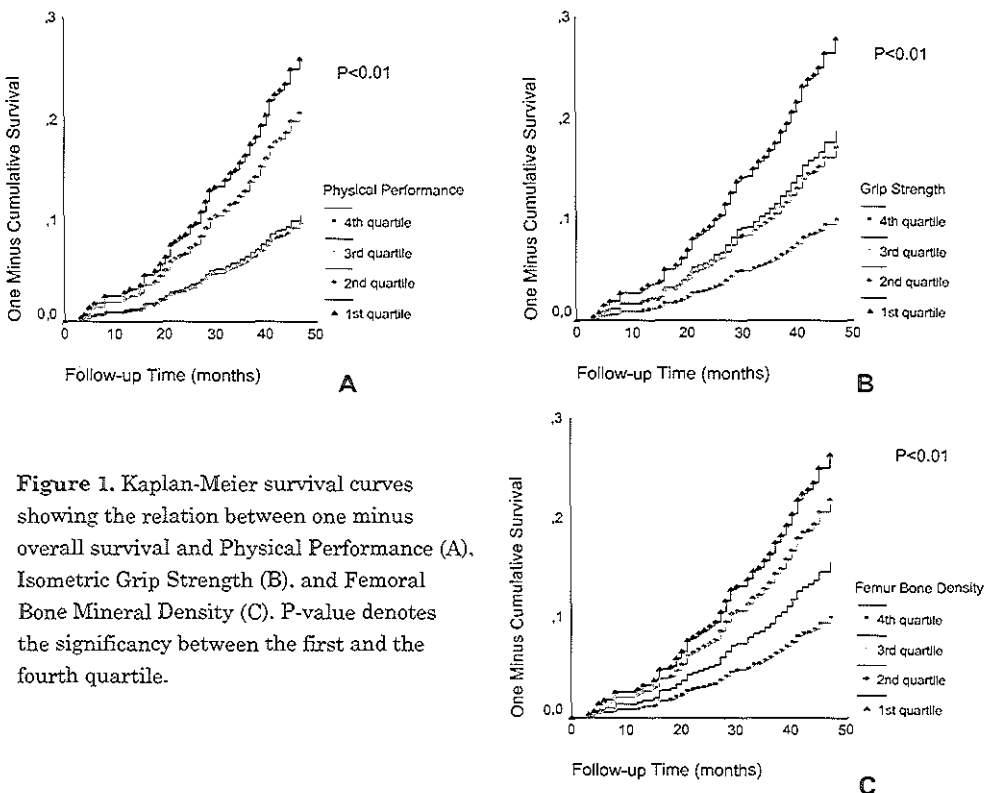 ,3
,2
,1
0,0
One Minus Cumulative Survival
P<0.01
Physical Performance
4th quartile
3rd quartile
2nd quartile
1st quartile
0 10 20 30 40 50
Follow-up Time (months)
A
,3
,2
,1
0,0
One Minus Cumulative Survival
P<0.01
Grip Strength
4th quartile
3rd quartile
2nd quartile
1st quartile
0 10 20 30 40 50
Follow-up Time (months)
B
Figure 1. Kaplan-Meier survival curves
showing the relation between one minus
overall survival and Physical Performance (A),
Isometric Grip Strength (B), and Femoral
Bone Mineral Density (C). P-value denotes
the significancy between the first and the
fourth quartile.
,3
,2
,1
0,0
One Minus Cumulative Survival
P<0.01
Femur Bone Density
4th quartile
3rd quartile
2nd quartile
1st quartile
0 10 20 30 40 50
Follow-up Time (months)
C